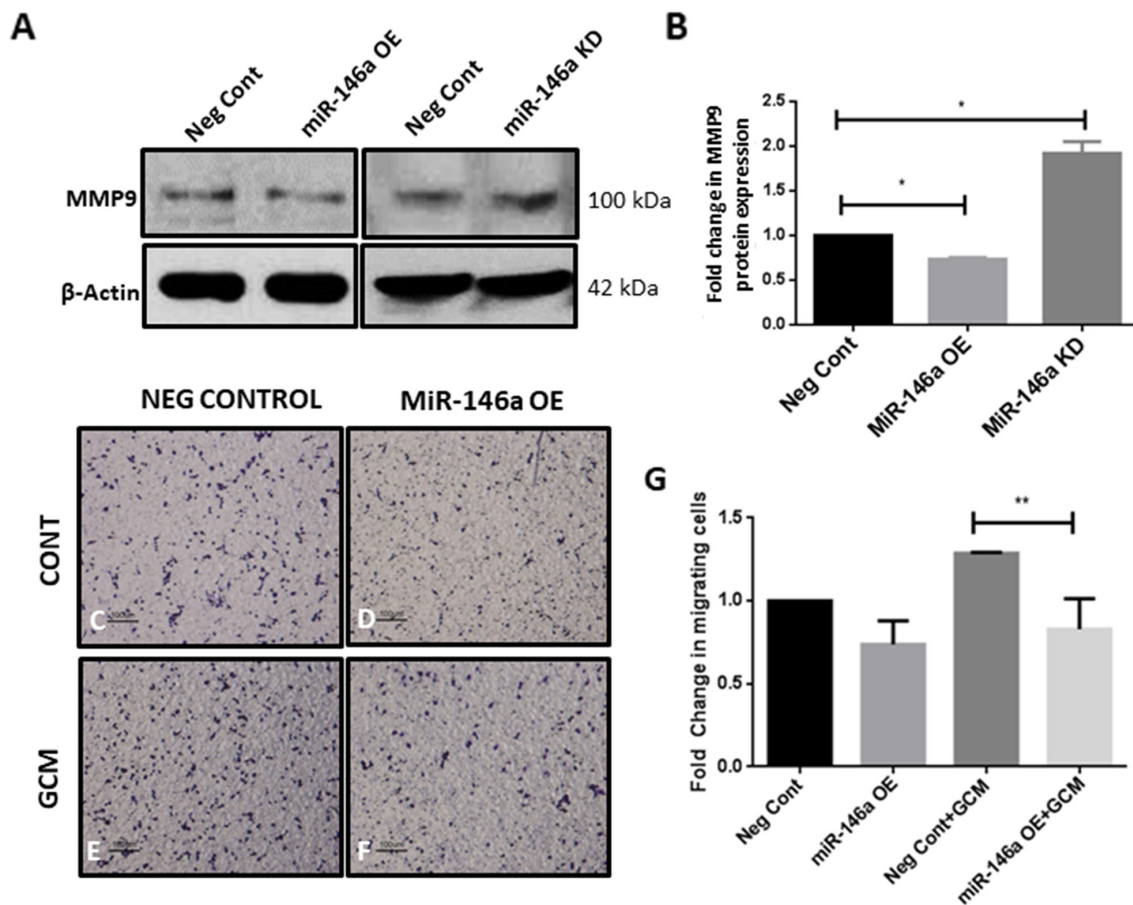 A
Neg Cont
miR-146a OE
Neg Cont
miR-146a KD
MMP9
100 kDa
β-Actin
42 kDa
B
Fold change in MMP9
protein expression
2.5
2.0
1.5
1.0
0.5
0.0
*
*
Neg Cont
MiR-146a OE
MiR-146a KD
NEG CONTROL
MiR-146a OE
CONT
GCM
C
D
100µm
E
F
100µm
G
Fold Change in migrating cells
1.5
1.0
0.5
0.0
**
Neg Cont
miR-146a OE
Neg Cont+GCM
miR-146a OE+GCM